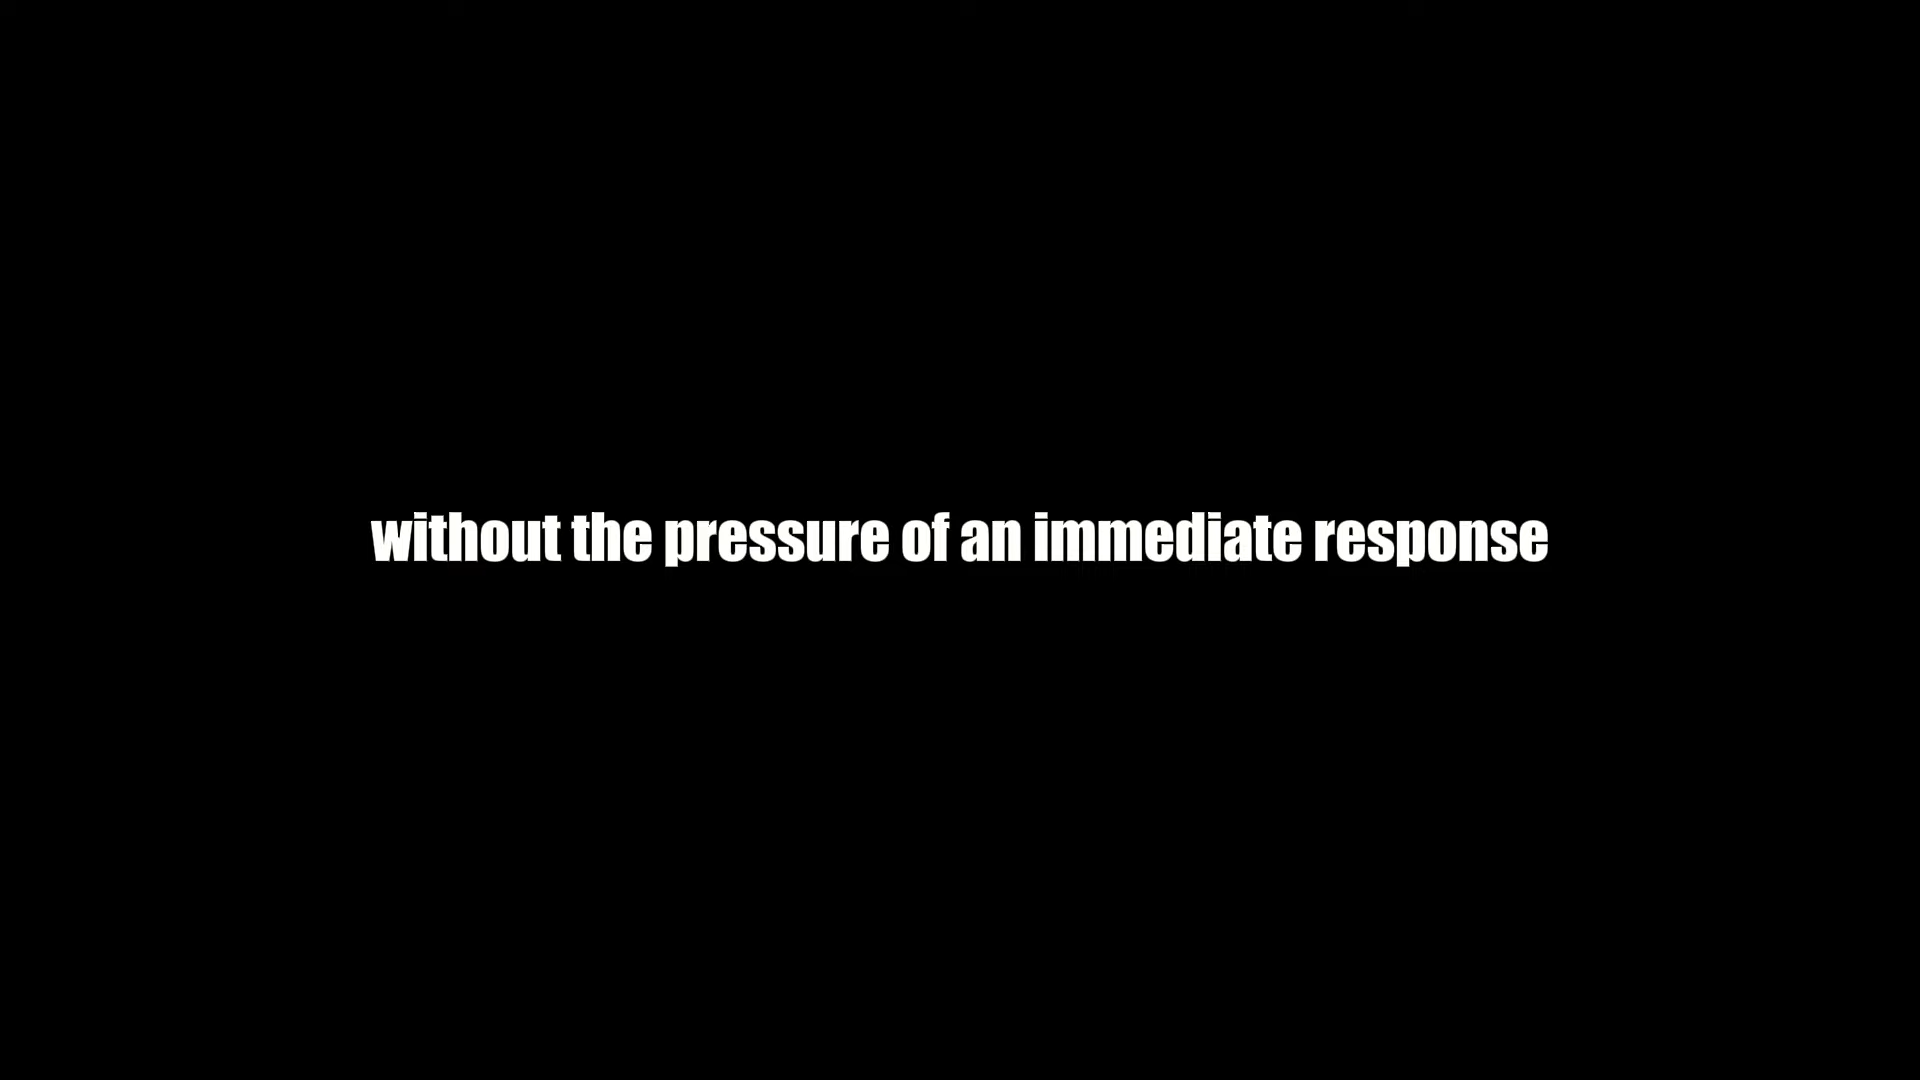 without the pressure of an immediate response